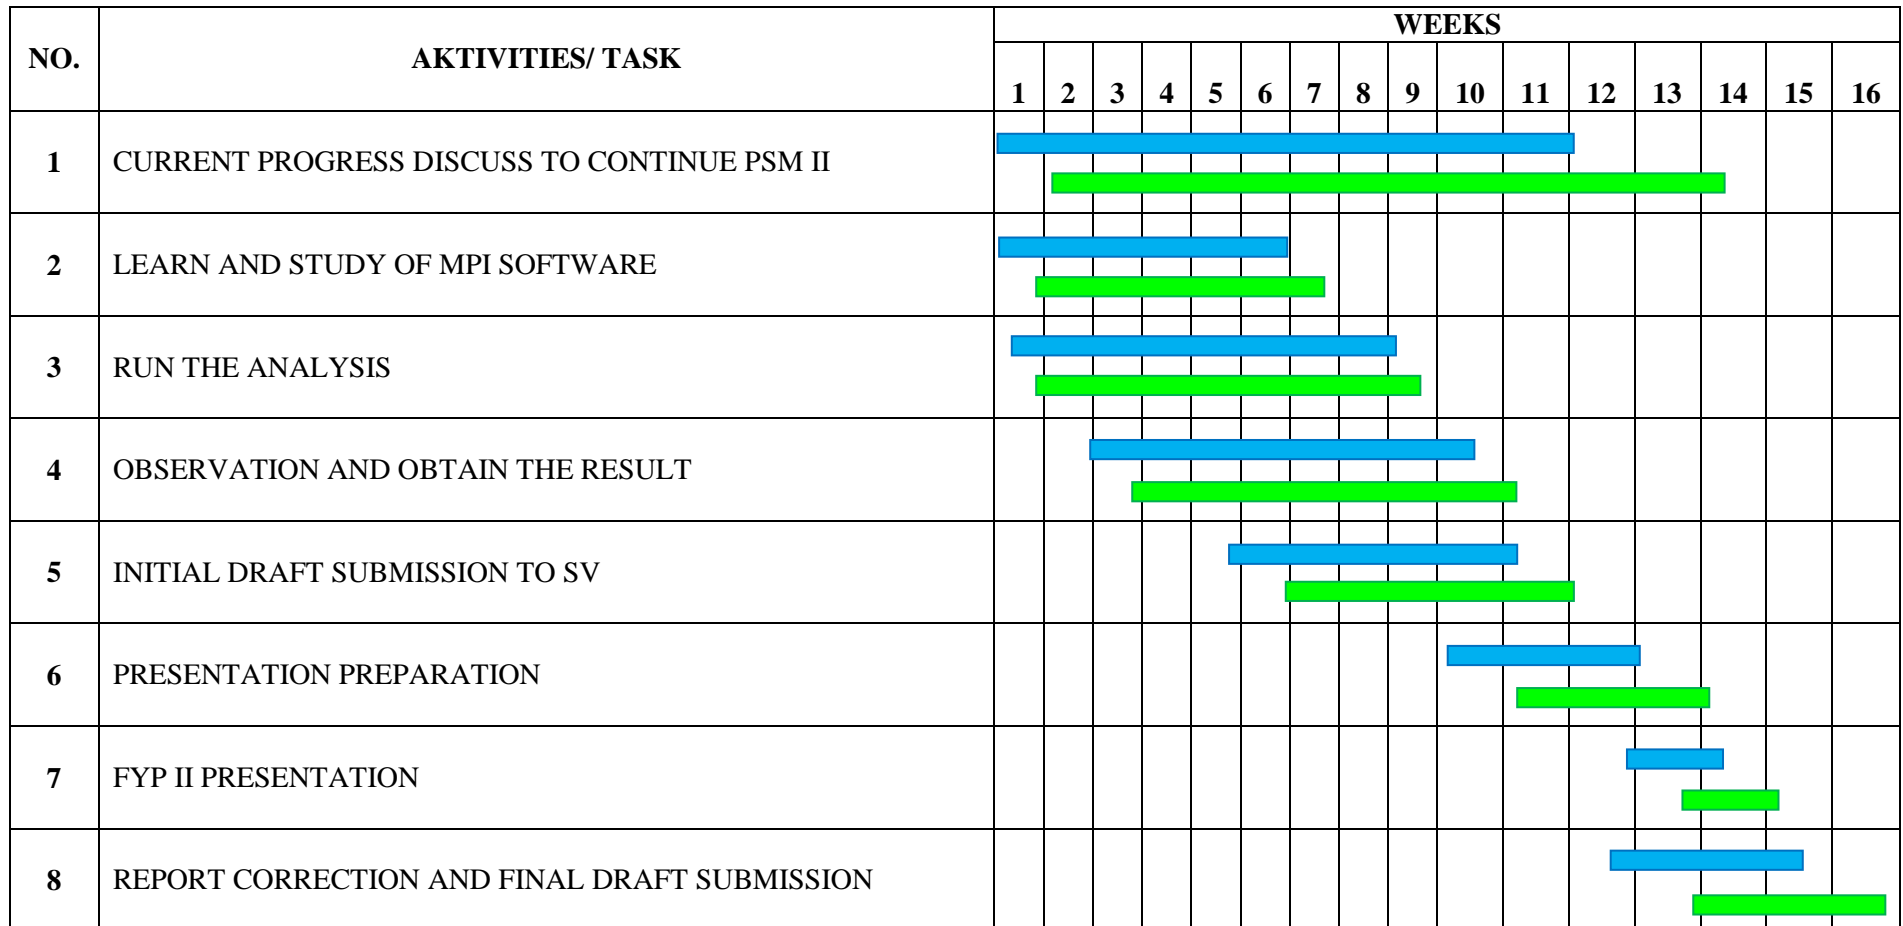 WEEKS
NO. AKTIVITIES/ TASK
1 2 3 4 5 6 7 8 9 10 11 12 13 14 15 16
1 CURRENT PROGRESS DISCUSS TO CONTINUE PSM II
2 LEARN AND STUDY OF MPI SOFTWARE
3 RUN THE ANALYSIS
4 OBSERVATION AND OBTAIN THE RESULT
5 INITIAL DRAFT SUBMISSION TO SV
6 PRESENTATION PREPARATION
7 FYP II PRESENTATION
8 REPORT CORRECTION AND FINAL DRAFT SUBMISSION